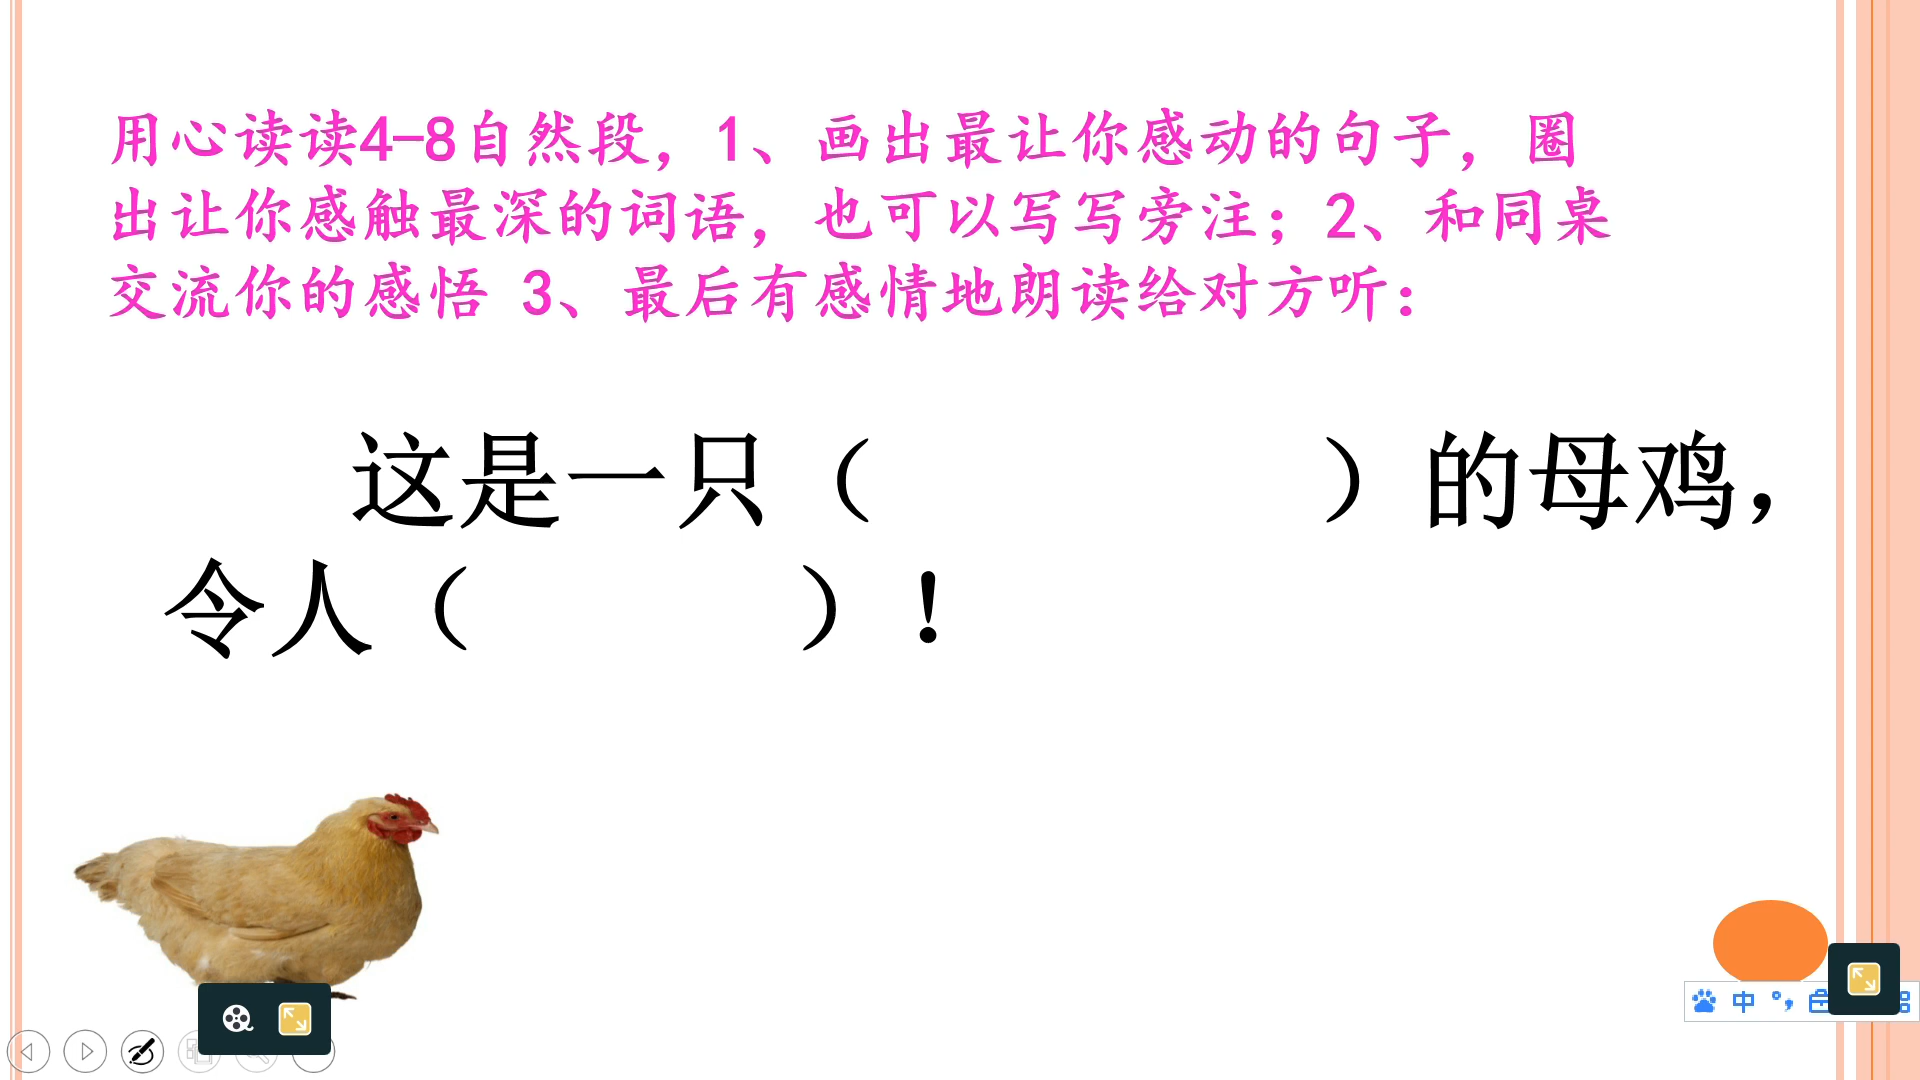 用心读读4-8自然段，1、画出最让你感动的句子，圈
出让你感触最深的词语，也可以写写旁注；2、和同桌
交流你的感悟 3、最后有感情地朗读给对方听：
这是一只（ ）的母鸡，
令人（ ）！
中